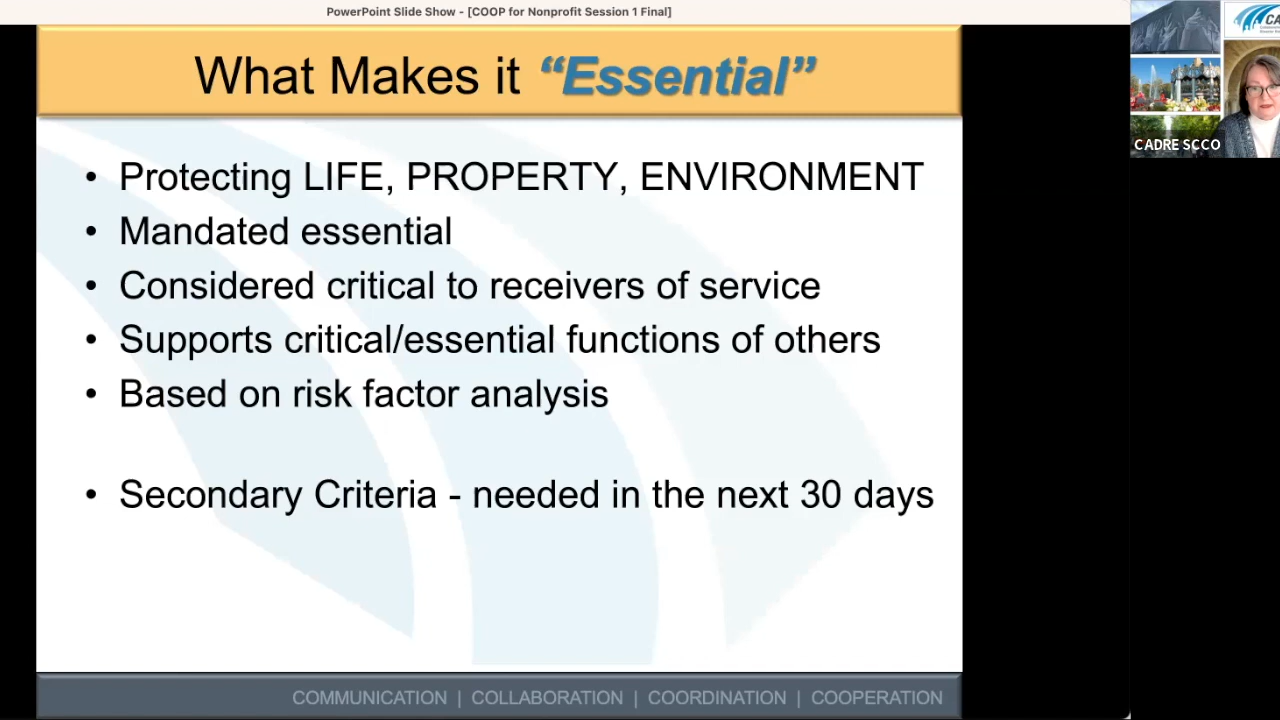 PowerPoint Slide Show - [COOP for Nonprofit Session 1 Final]
What Makes it “Essential”
• Protecting LIFE, PROPERTY, ENVIRONMENT
• Mandated essential
• Considered critical to receivers of service
• Supports critical/essential functions of others
• Based on risk factor analysis
• Secondary Criteria - needed in the next 30 days
COMMUNICATION | COLLABORATION | COORDINATION | COOPERATION
CADRE SCCO